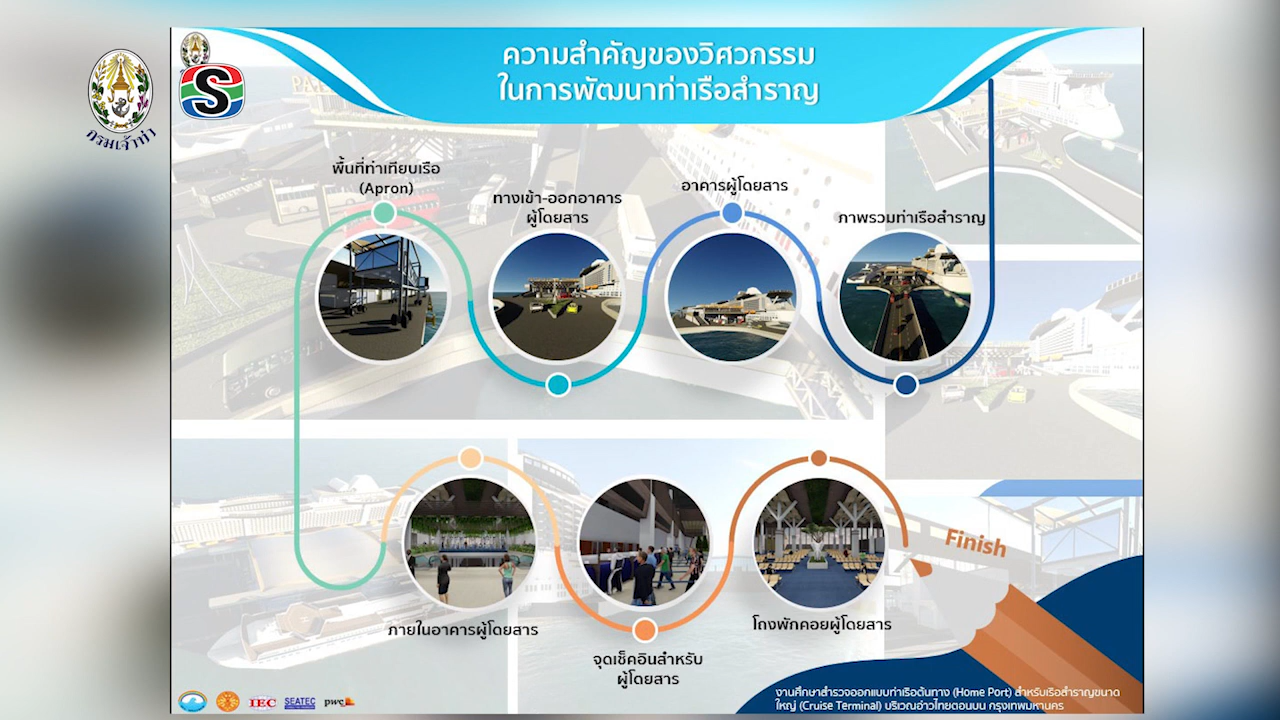 ความสำคัญของวิศวกรรม
ในการพัฒนาท่าเรือสำราญ
กรมเจ้าท่า
S
พื้นที่ท่าเทียบเรือ
(Apron)
ทางเข้า-ออกอาคาร
ผู้โดยสาร
อาคารผู้โดยสาร
ภาพรวมท่าเรือสำราญ
ภายในอาคารผู้โดยสาร
จุดเช็คอินสำหรับ
ผู้โดยสาร
โถงพักคอยผู้โดยสาร
Finish
IEC
SEATEC
pwc
งานศึกษาสำรวจออกแบบท่าเรือต้นทาง (Home Port) สำหรับเรือสำราญขนาด
ใหญ่ (Cruise Terminal) บริเวณอ่าวไทยตอนบน กรุงเทพมหานคร